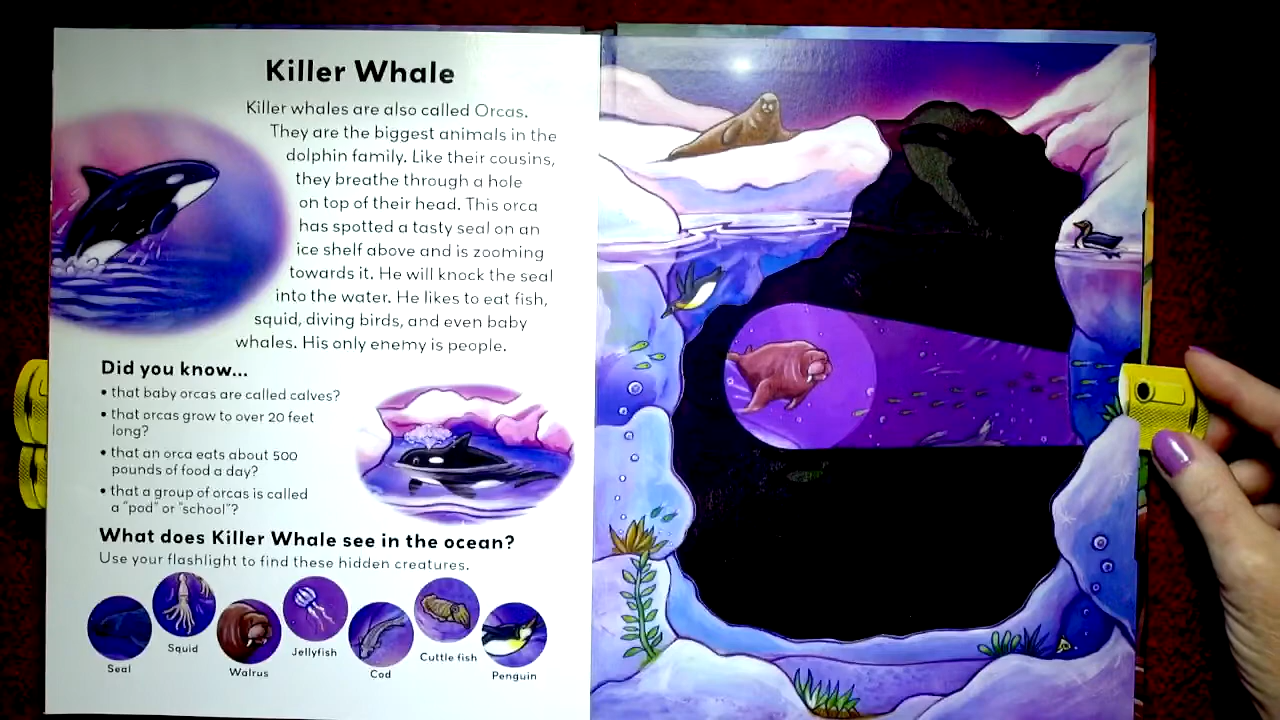 Killer Whale
Killer whales are also called Orcas.
They are the biggest animals in the
dolphin family. Like their cousins,
they breathe through a hole
on top of their head. This orca
has spotted a tasty seal on an
ice shelf above and is zooming
towards it. He will knock the seal
into the water. He likes to eat fish,
squid, diving birds, and even baby
whales. His only enemy is people.
Did you know...
• that baby orcas are called calves?
• that orcas grow to over 20 feet
long?
• that an orca eats about 500
pounds of food a day?
• that a group of orcas is called
a "pod" or "school"?
What does Killer Whale see in the ocean?
Use your flashlight to find these hidden creatures.
Seal
Squid
Walrus
Jellyfish
Cod
Cuttle fish
Penguin